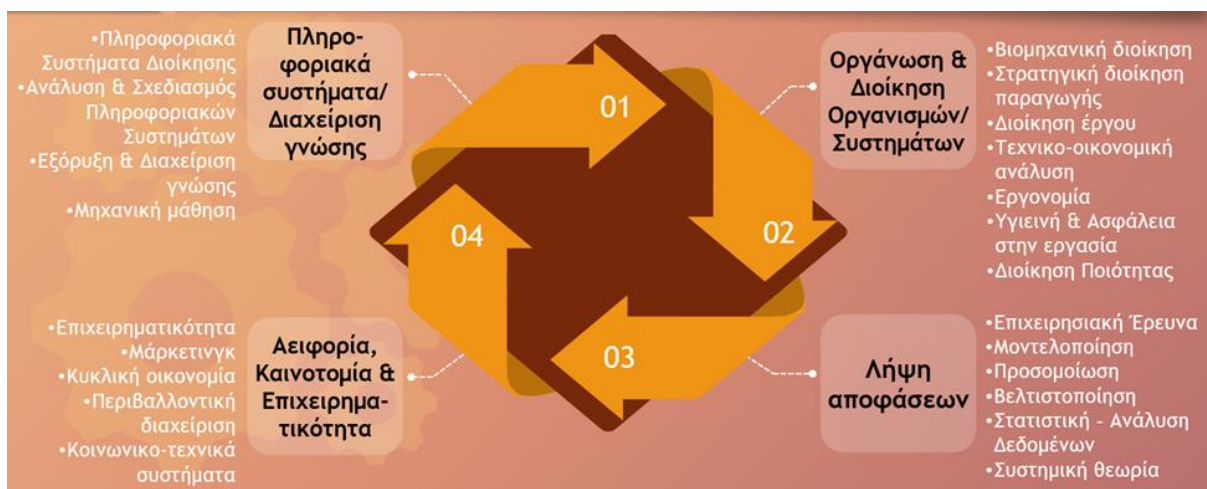 •Πληροφοριακά
Συστήματα Διοίκησης
•Ανάλυση & Σχεδιασμός
Πληροφοριακών
Συστημάτων
•Εξόρυξη & Διαχείριση
γνώσης
•Μηχανική μάθηση
Πληρο-
φοριακά
συστήματα/
Διαχείριση
γνώσης
01
Οργάνωση &
Διοίκηση
Οργανισμών/
Συστημάτων
•Βιομηχανική διοίκηση
•Στρατηγική διοίκηση
παραγωγής
•Διοίκηση έργου
•Τεχνικο-οικονομική
ανάλυση
•Εργονομία
•Υγιεινή & Ασφάλεια
στην εργασία
•Διοίκηση Ποιότητας
02
Λήψη
αποφάσεων
•Επιχειρησιακή Έρευνα
•Μοντελοποίηση
•Προσομοίωση
•Βελτιστοποίηση
•Στατιστική – Ανάλυση
Δεδομένων
•Συστημική θεωρία
03
04
•Επιχειρηματικότητα
•Μάρκετινγκ
•Κυκλική οικονομία
•Περιβαλλοντική
διαχείριση
•Κοινωνικο-τεχνικά
συστήματα
Αειφορία,
Καινοτομία &
Επιχειρημα-
τικότητα